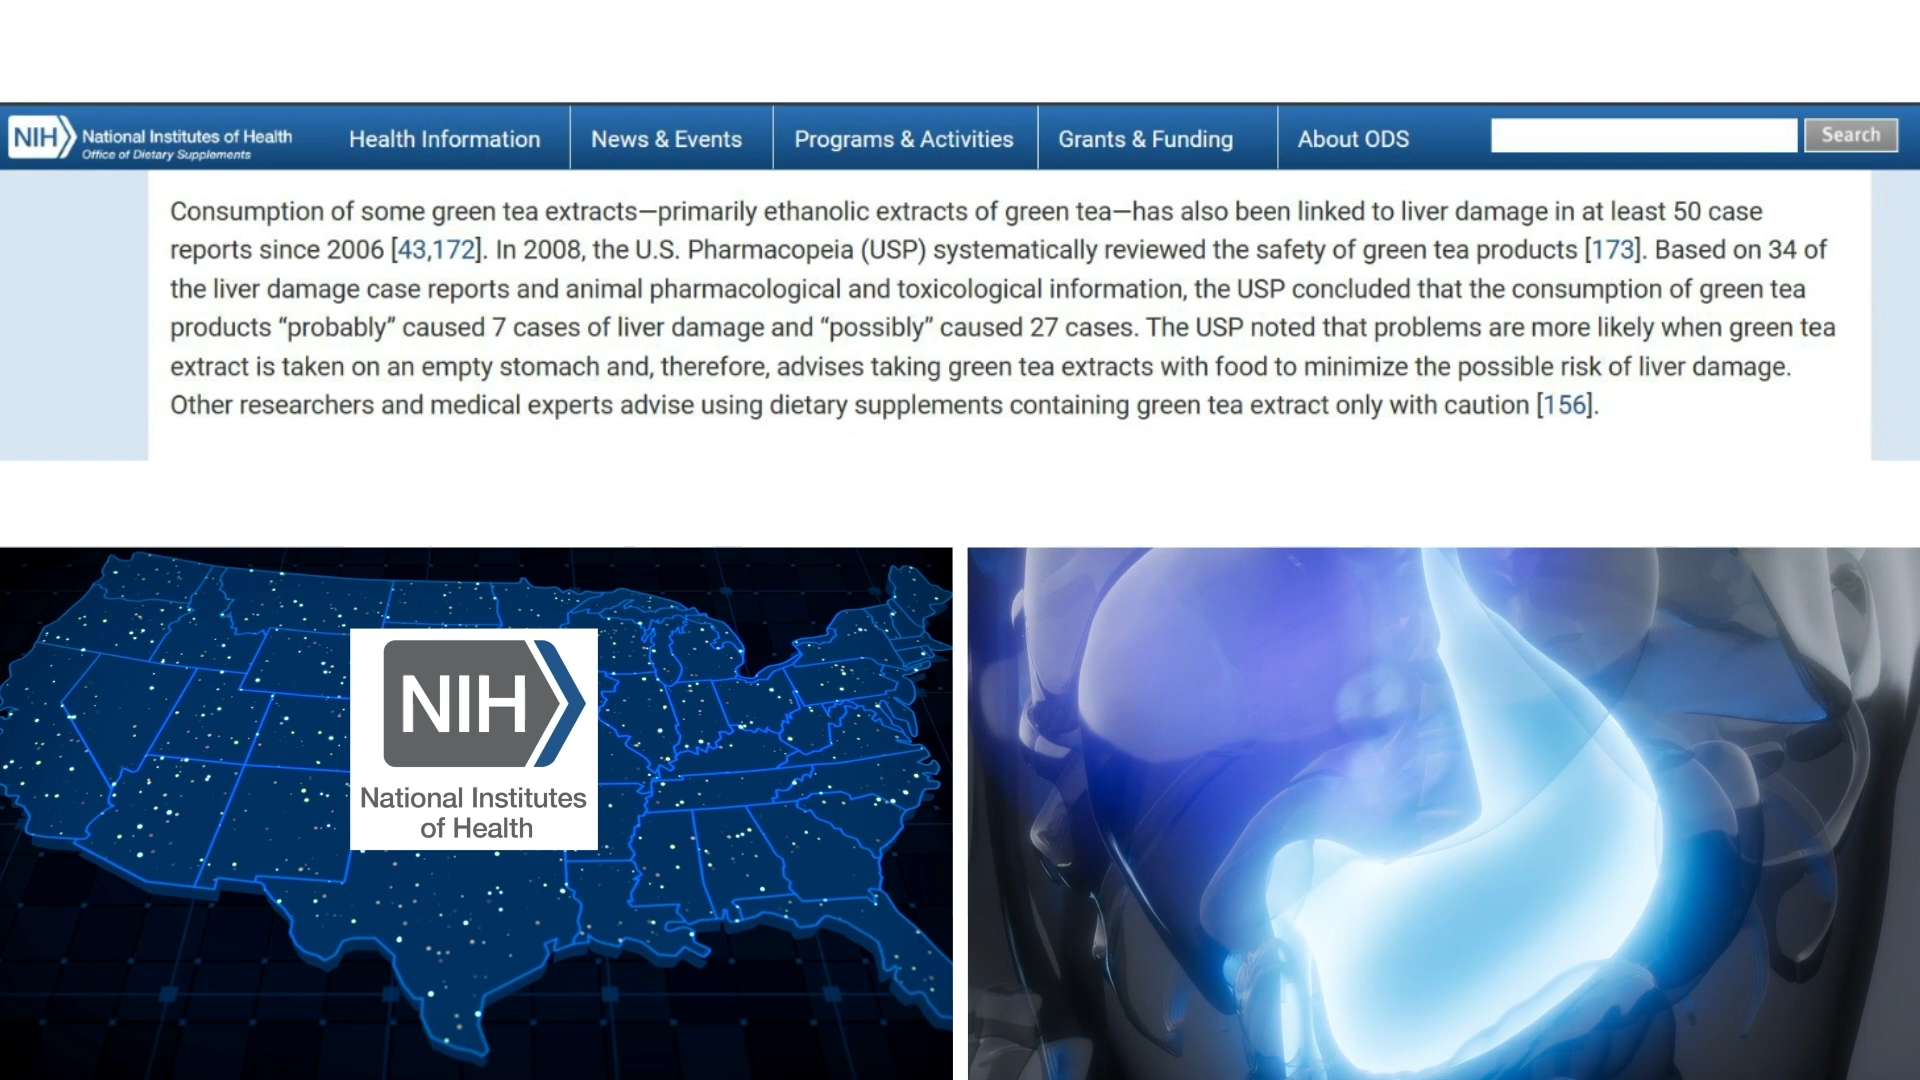 NIH National Institutes of Health
Office of Dietary Supplements
Health Information
News & Events
Programs & Activities
Grants & Funding
About ODS
Search
Consumption of some green tea extracts—primarily ethanolic extracts of green tea—has also been linked to liver damage in at least 50 case
reports since 2006 [43,172]. In 2008, the U.S. Pharmacopeia (USP) systematically reviewed the safety of green tea products [173]. Based on 34 of
the liver damage case reports and animal pharmacological and toxicological information, the USP concluded that the consumption of green tea
products “probably” caused 7 cases of liver damage and “possibly” caused 27 cases. The USP noted that problems are more likely when green tea
extract is taken on an empty stomach and, therefore, advises taking green tea extracts with food to minimize the possible risk of liver damage.
Other researchers and medical experts advise using dietary supplements containing green tea extract only with caution [156].
NIH
National Institutes
of Health